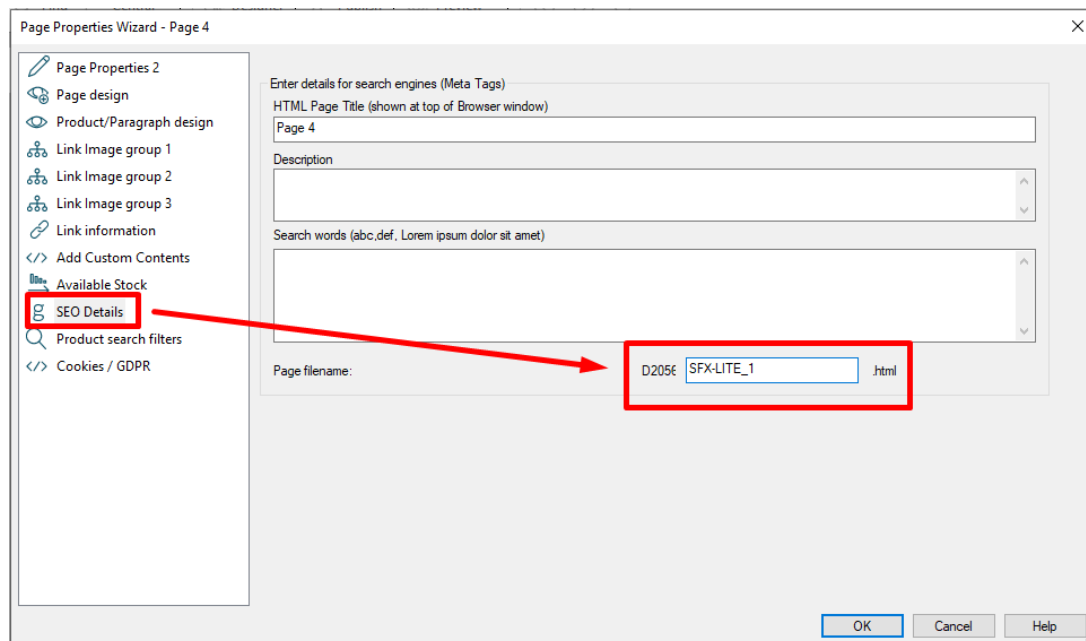 Page Properties Wizard - Page 4
Page Properties 2
Page design
Product/Paragraph design
Link Image group 1
Link Image group 2
Link Image group 3
Link information
Add Custom Contents
Available Stock
SEO Details
Product search filters
Cookies / GDPR
Enter details for search engines (Meta Tags)
HTML Page Title (shown at top of Browser window)
Page 4
Description
Search words (abc,def, Lorem ipsum dolor sit amet)
Page filename: D2056 SFX-LITE_1 .html
OK Cancel Help